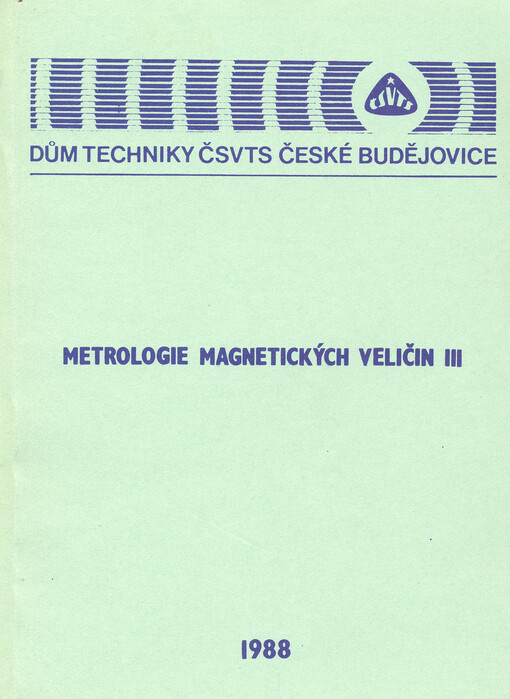 ČSVTS
DŮM TECHNIKY ČSVTS ČESKÉ BUDĚJOVICE
METROLOGIE MAGNETICKÝCH VELIČIN III
1988